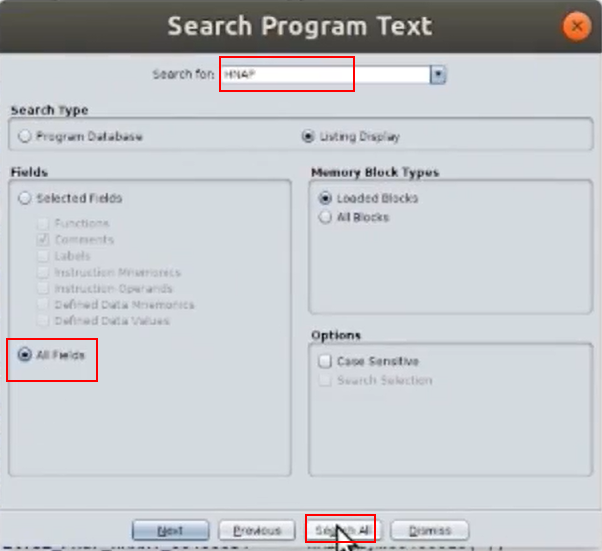 Search Program Text
Search for: HNAP
Search Type
Program Database
Listing Display
Fields
Selected Fields
Functions
Comments
Labels
Instruction Mnemonics
Instruction Operands
Defined Data Mnemonics
Defined Data Values
All Fields
Memory Block Types
Loaded Blocks
All Blocks
Options
Case Sensitive
Search Selection
Next Previous Search All Dismiss